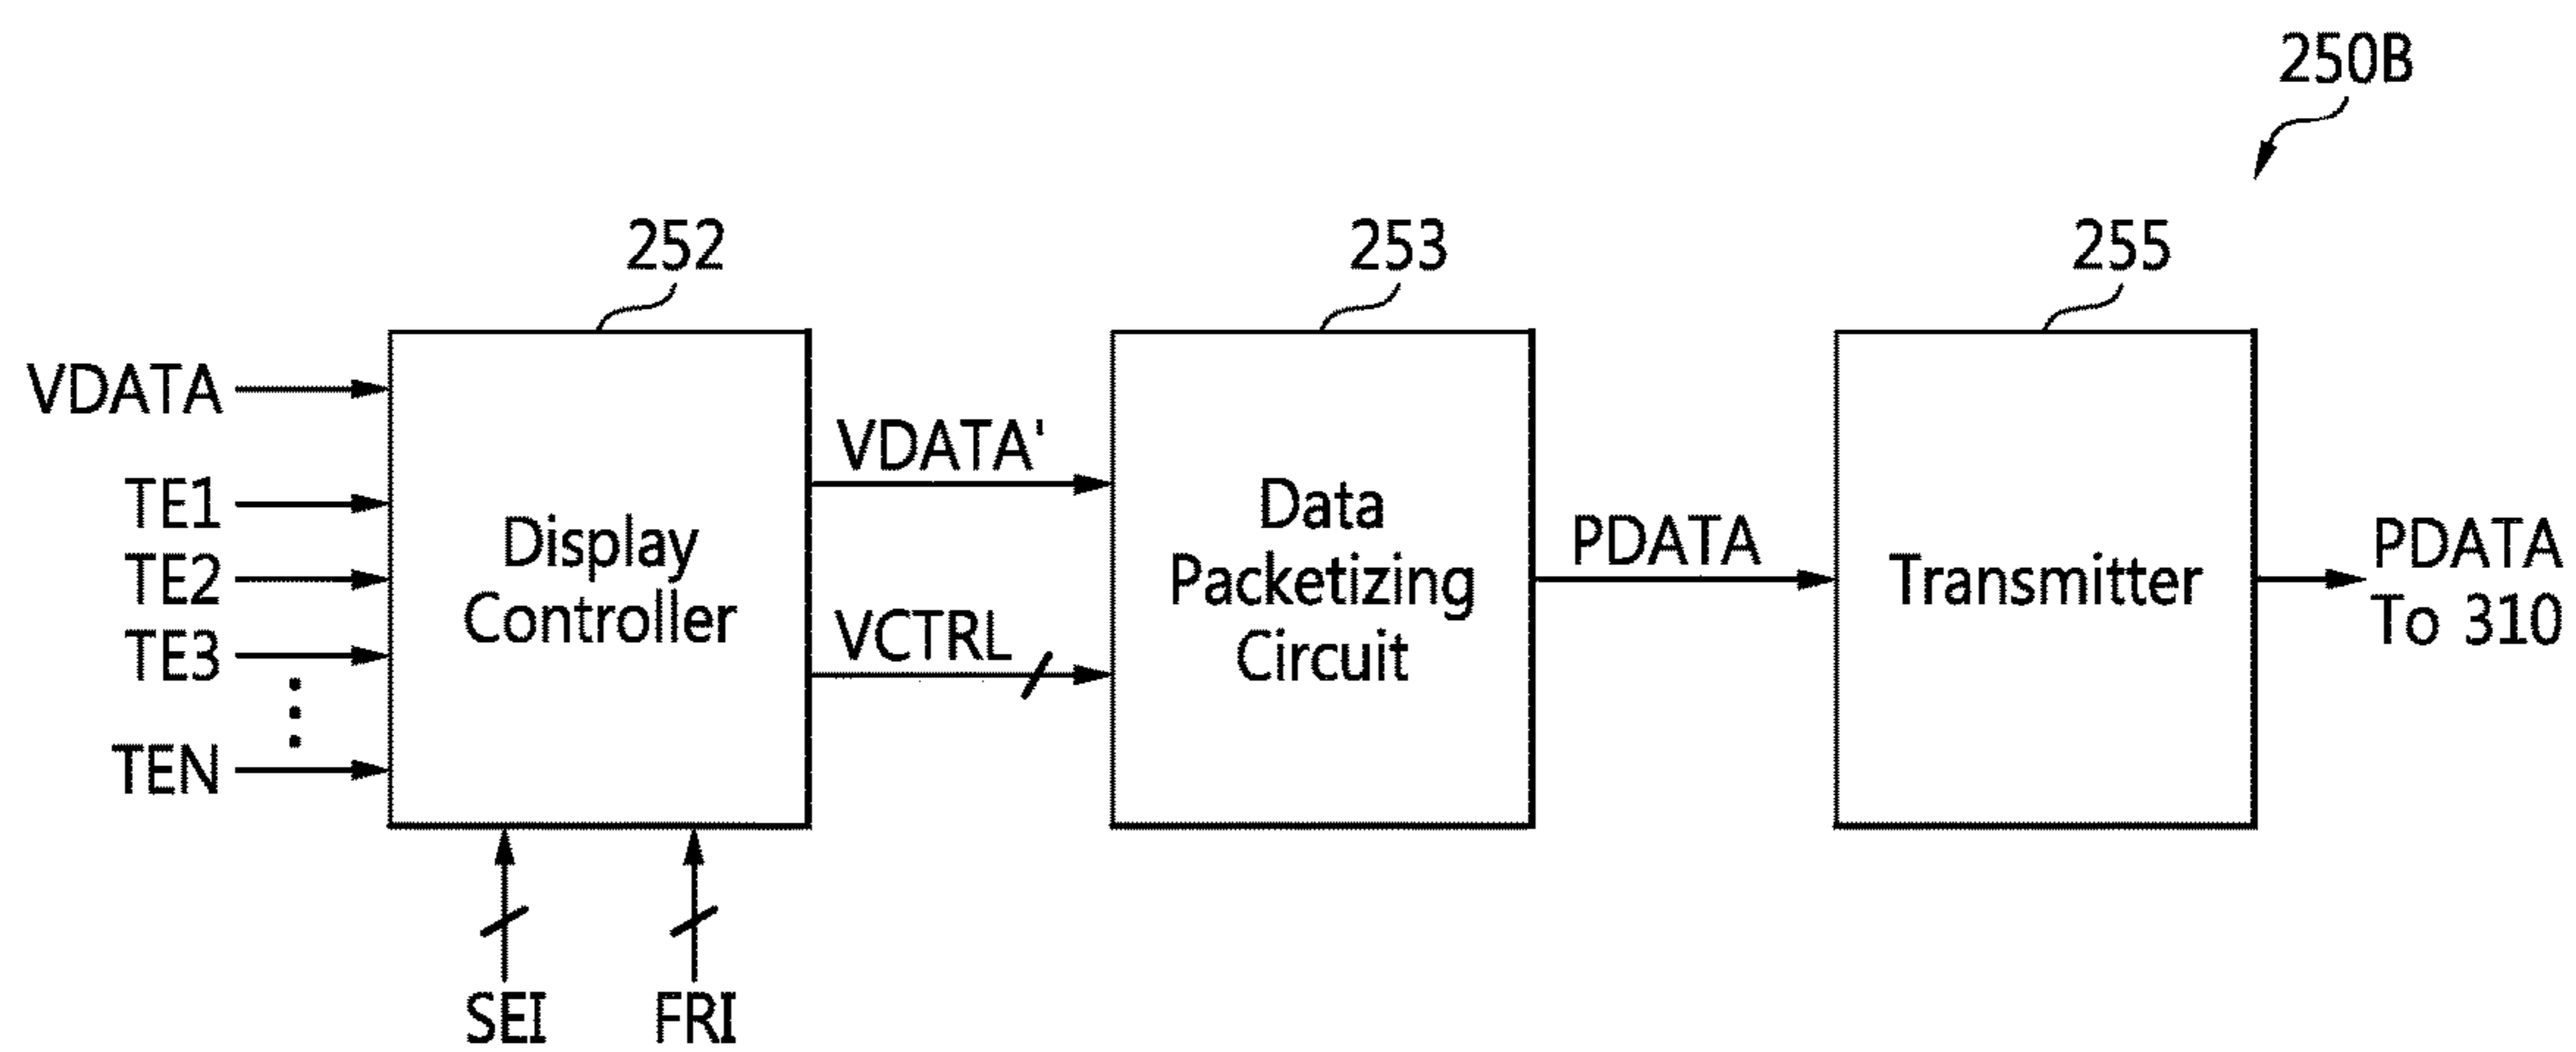 250B
252
253
255
VDATA
TE1
TE2
TE3
TEN
SEI
FRI
Display
Controller
VDATA'
VCTRL
Data
Packetizing
Circuit
PDATA
Transmitter
PDATA
To 310